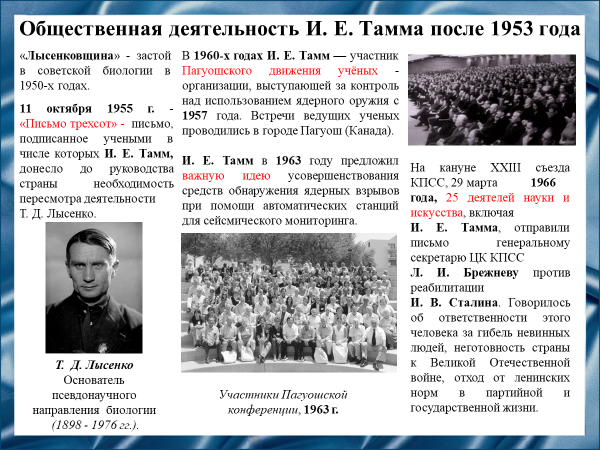 Общественная деятельность И. Е. Тамма после 1953 года
«Лысенковщина» - застой
в советской биологии в
1950-х годах.
11 октября 1955 г. -
«Письмо трехсот» - письмо,
подписанное учеными в
числе которых И. Е. Тамм,
донесло до руководства
страны необходимость
пересмотра деятельности
Т. Д. Лысенко.
Т. Д. Лысенко
Основатель
псевдонаучного
направления биологии
(1898 - 1976 гг.).
В 1960-х годах И. Е. Тамм — участник
Пагуошского движения учёных -
организации, выступающей за контроль
над использованием ядерного оружия с
1957 года. Встречи ведущих ученых
проводились в городе Пагуош (Канада).
И. Е. Тамм в 1963 году предложил
важную идею усовершенствования
средств обнаружения ядерных взрывов
при помощи автоматических станций
для сейсмического мониторинга.
Участники Пагуошской
конференции, 1963 г.
На кануне XXIII съезда
КПСС, 29 марта 1966
года, 25 деятелей науки и
искусства, включая
И. Е. Тамма, отправили
письмо генеральному
секретарю ЦК КПСС
Л. И. Брежневу против
реабилитации
И. В. Сталина. Говорилось
об ответственности этого
человека за гибель невинных
людей, неготовность страны
к Великой Отечественной
войне, отход от ленинских
норм в партийной и
государственной жизни.